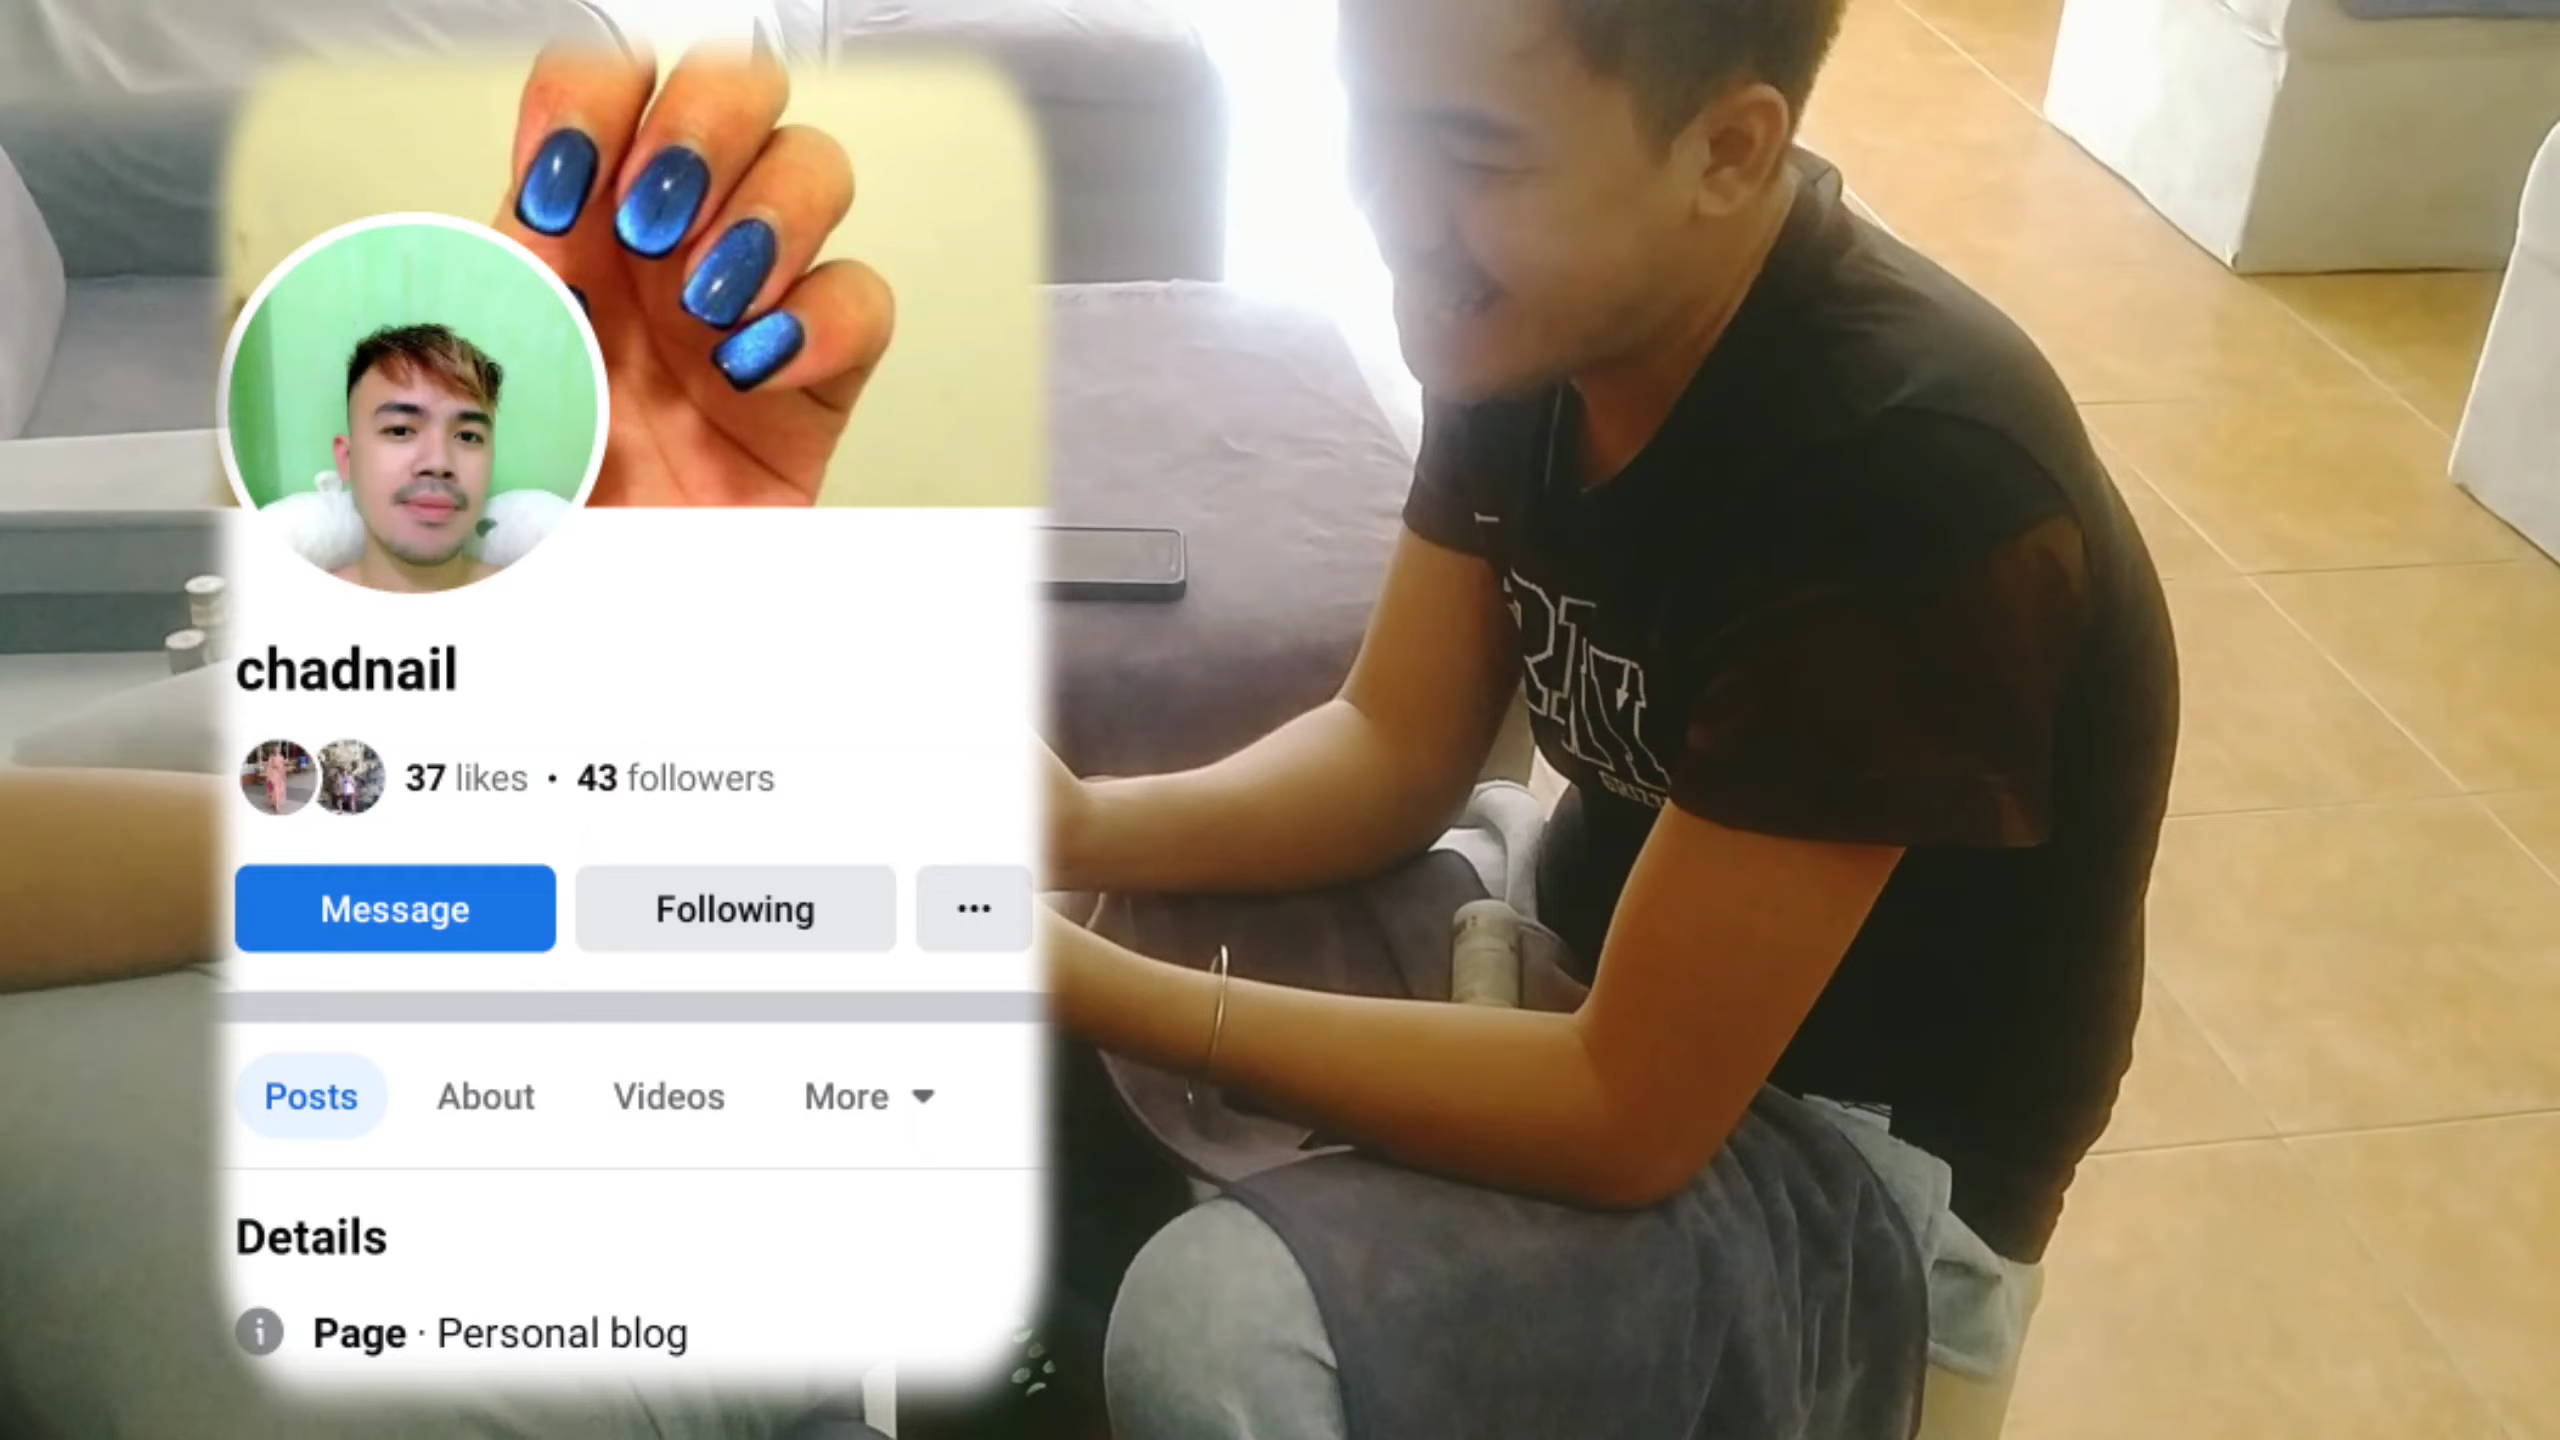 chadnail
37 likes · 43 followers
Message
Following
Posts
About
Videos
More
Details
Page · Personal blog